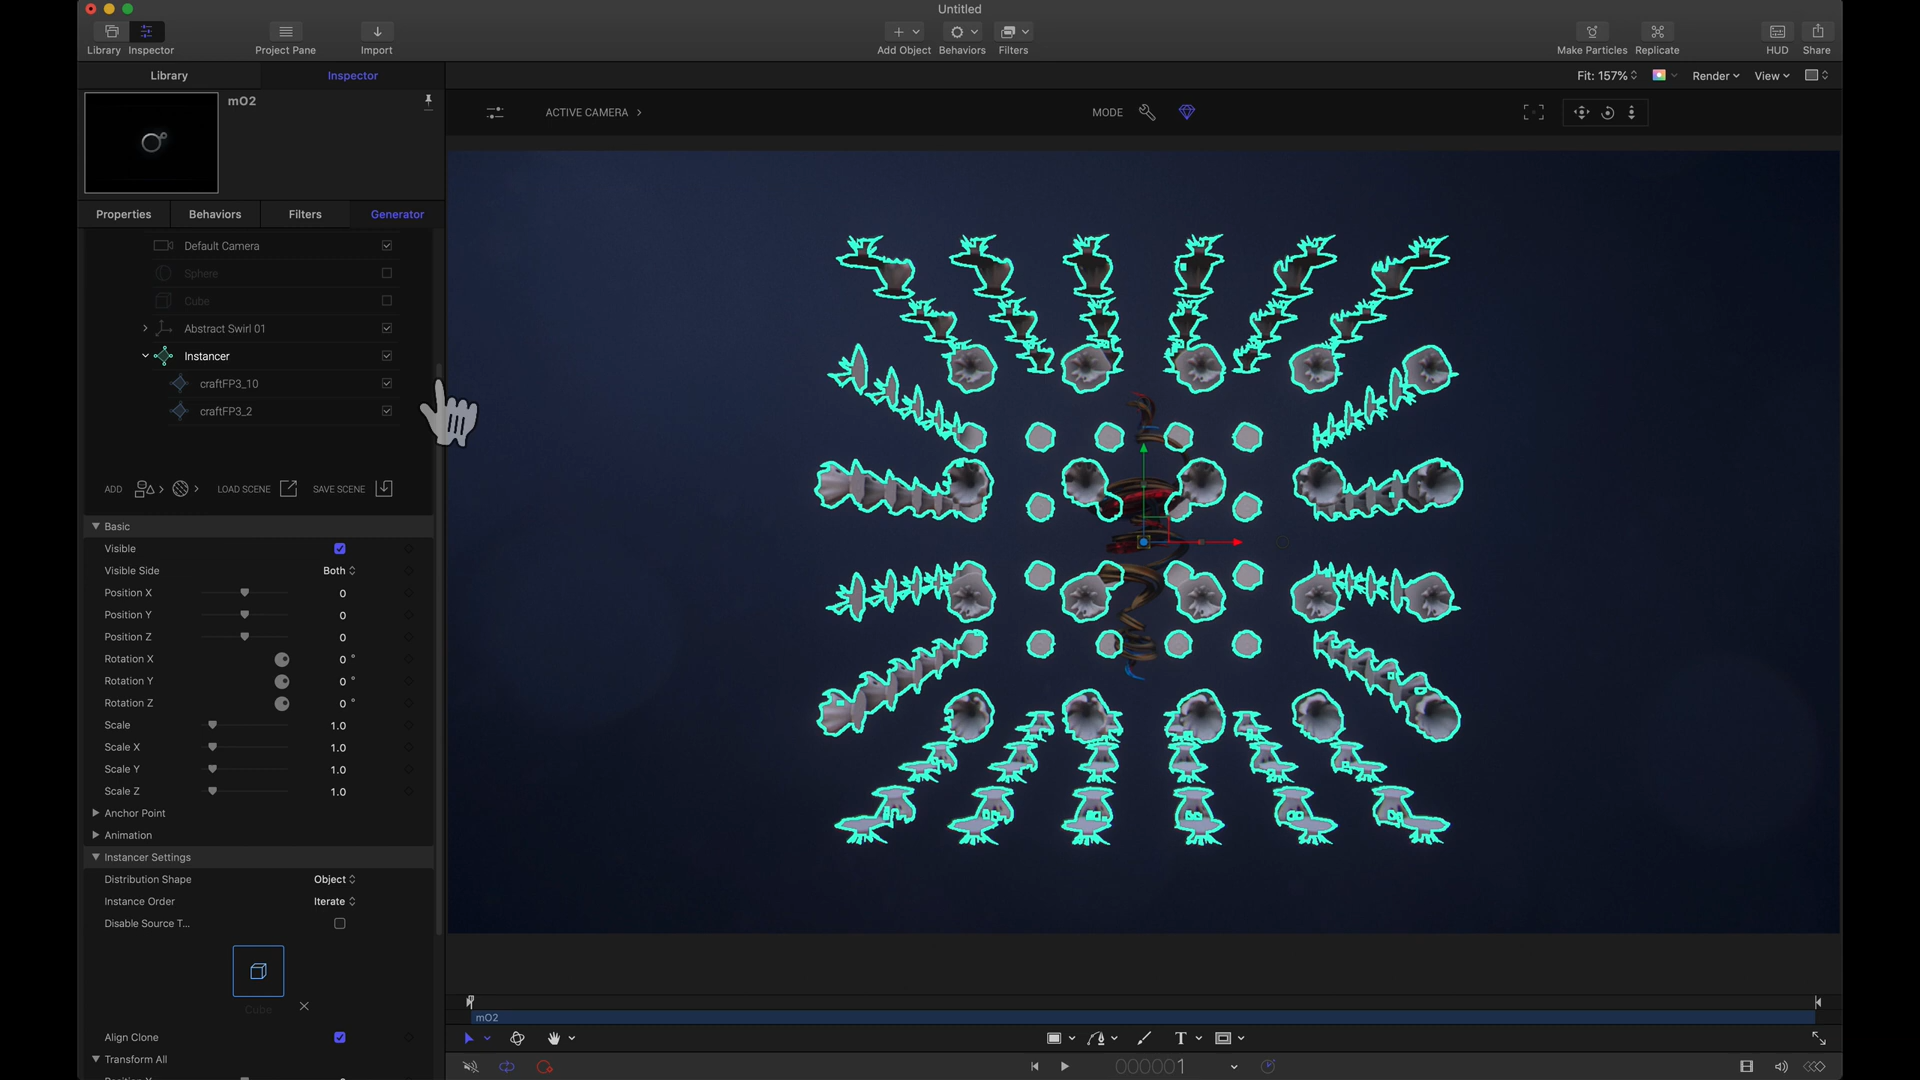 Untitled
Library Inspector Project Pane Import Add Object Behaviors Filters Make Particles Replicate HUD Share
Library Inspector Fit: 157% Render View
mO2
ACTIVE CAMERA MODE
Properties Behaviors Filters Generator
Default Camera
Sphere
Cube
Abstract Swirl 01
Instancer
craftFP3_10
craftFP3_2
ADD LOAD SCENE SAVE SCENE
Basic
Visible
Visible Side Both
Position X 0
Position Y 0
Position Z 0
Rotation X 0 °
Rotation Y 0 °
Rotation Z 0 °
Scale 1.0
Scale X 1.0
Scale Y 1.0
Scale Z 1.0
Anchor Point
Animation
Instancer Settings
Distribution Shape Object
Instance Order Iterate
Disable Source T...
Cube
mO2
Align Clone
Transform All
000001